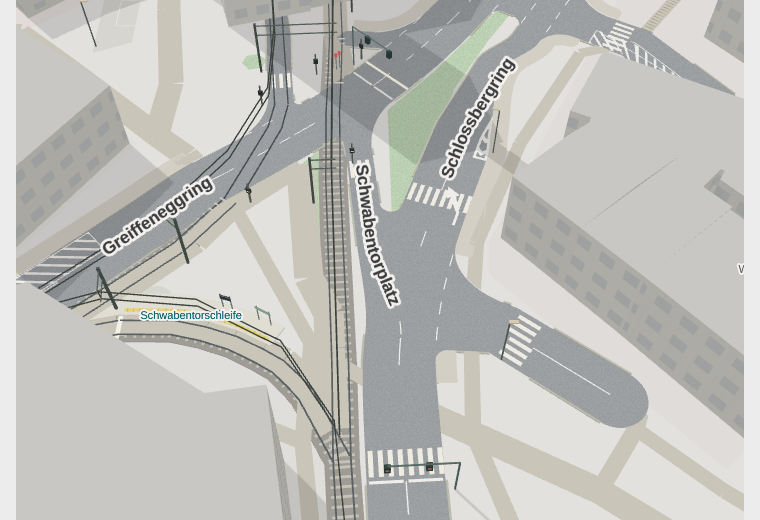 Schlossbergring
Greiffeneggring
Schwabentorplatz
Schwabentorschleife